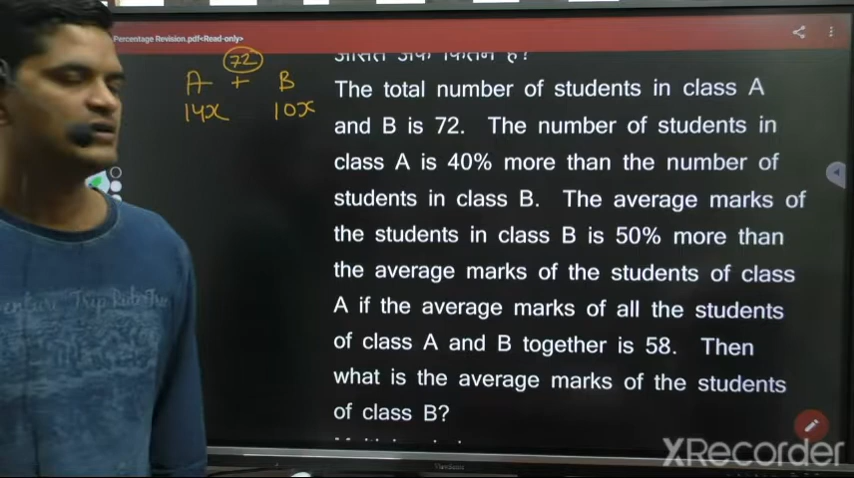 Percentage Revision.pdf<Read-only>
72
A + B
14x 10x
The total number of students in class A
and B is 72. The number of students in
class A is 40% more than the number of
students in class B. The average marks of
the students in class B is 50% more than
the average marks of the students of class
A if the average marks of all the students
of class A and B together is 58. Then
what is the average marks of the students
of class B?
XRecorder